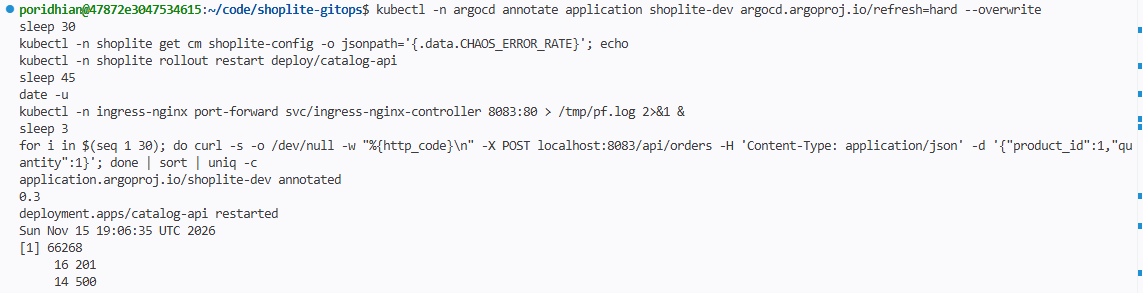 poridhian@47872e3047534615:~/code/shoplite-gitops$ kubectl -n argocd annotate application shoplite-dev argocd.argoproj.io/refresh=hard --overwrite
sleep 30
kubectl -n shoplite get cm shoplite-config -o jsonpath='{.data.CHAOS_ERROR_RATE}'; echo
kubectl -n shoplite rollout restart deploy/catalog-api
sleep 45
date -u
kubectl -n ingress-nginx port-forward svc/ingress-nginx-controller 8083:80 > /tmp/pf.log 2>&1 &
sleep 3
for i in $(seq 1 30); do curl -s -o /dev/null -w "%{http_code}\n" -X POST localhost:8083/api/orders -H 'Content-Type: application/json' -d '{"product_id":1,"qu
antity":1}'; done | sort | uniq -c
application.argoproj.io/shoplite-dev annotated
0.3
deployment.apps/catalog-api restarted
Sun Nov 15 19:06:35 UTC 2026
[1] 66268
     16 201
     14 500